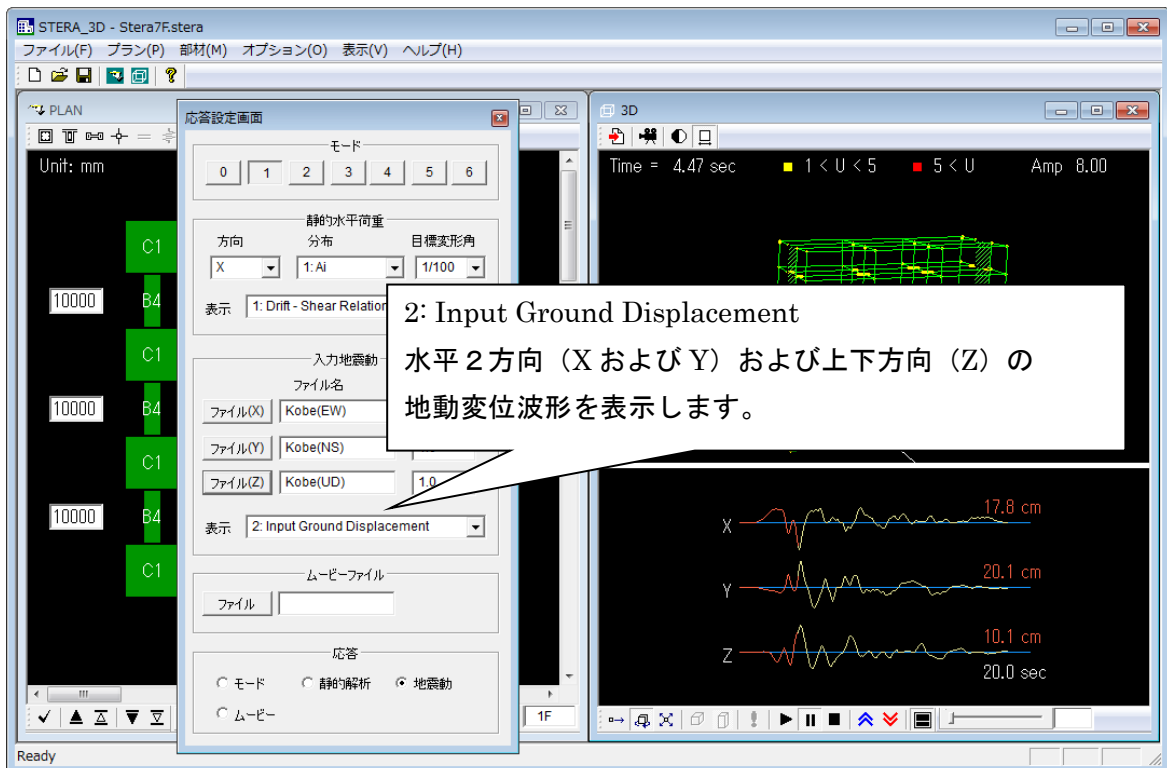 STERA_3D - Stera7F.stera
ファイル(F) プラン(P) 部材(M) オプション(O) 表示(V) ヘルプ(H)
PLAN
Unit: mm
C1
10000 B4
C1
10000 B4
C1
10000 B4
C1
1F
応答設定画面
モード
0 1 2 3 4 5 6
静的水平荷重
方向 分布 目標変形角
X 1: Ai 1/100
表示 1: Drift - Shear Relation
入力地震動
ファイル名
ファイル(X) Kobe(EW)
ファイル(Y) Kobe(NS)
ファイル(Z) Kobe(UD) 1.0
表示 2: Input Ground Displacement
ムービーファイル
ファイル
応答
モード 静的解析 地震動
ムービー
2: Input Ground Displacement
水平２方向（X および Y）および上下方向（Z）の
地動変位波形を表示します。
3D
Time = 4.47 sec 1 < U < 5 5 < U Amp 8.00
17.8 cm
X
20.1 cm
Y
10.1 cm
Z
20.0 sec
Ready